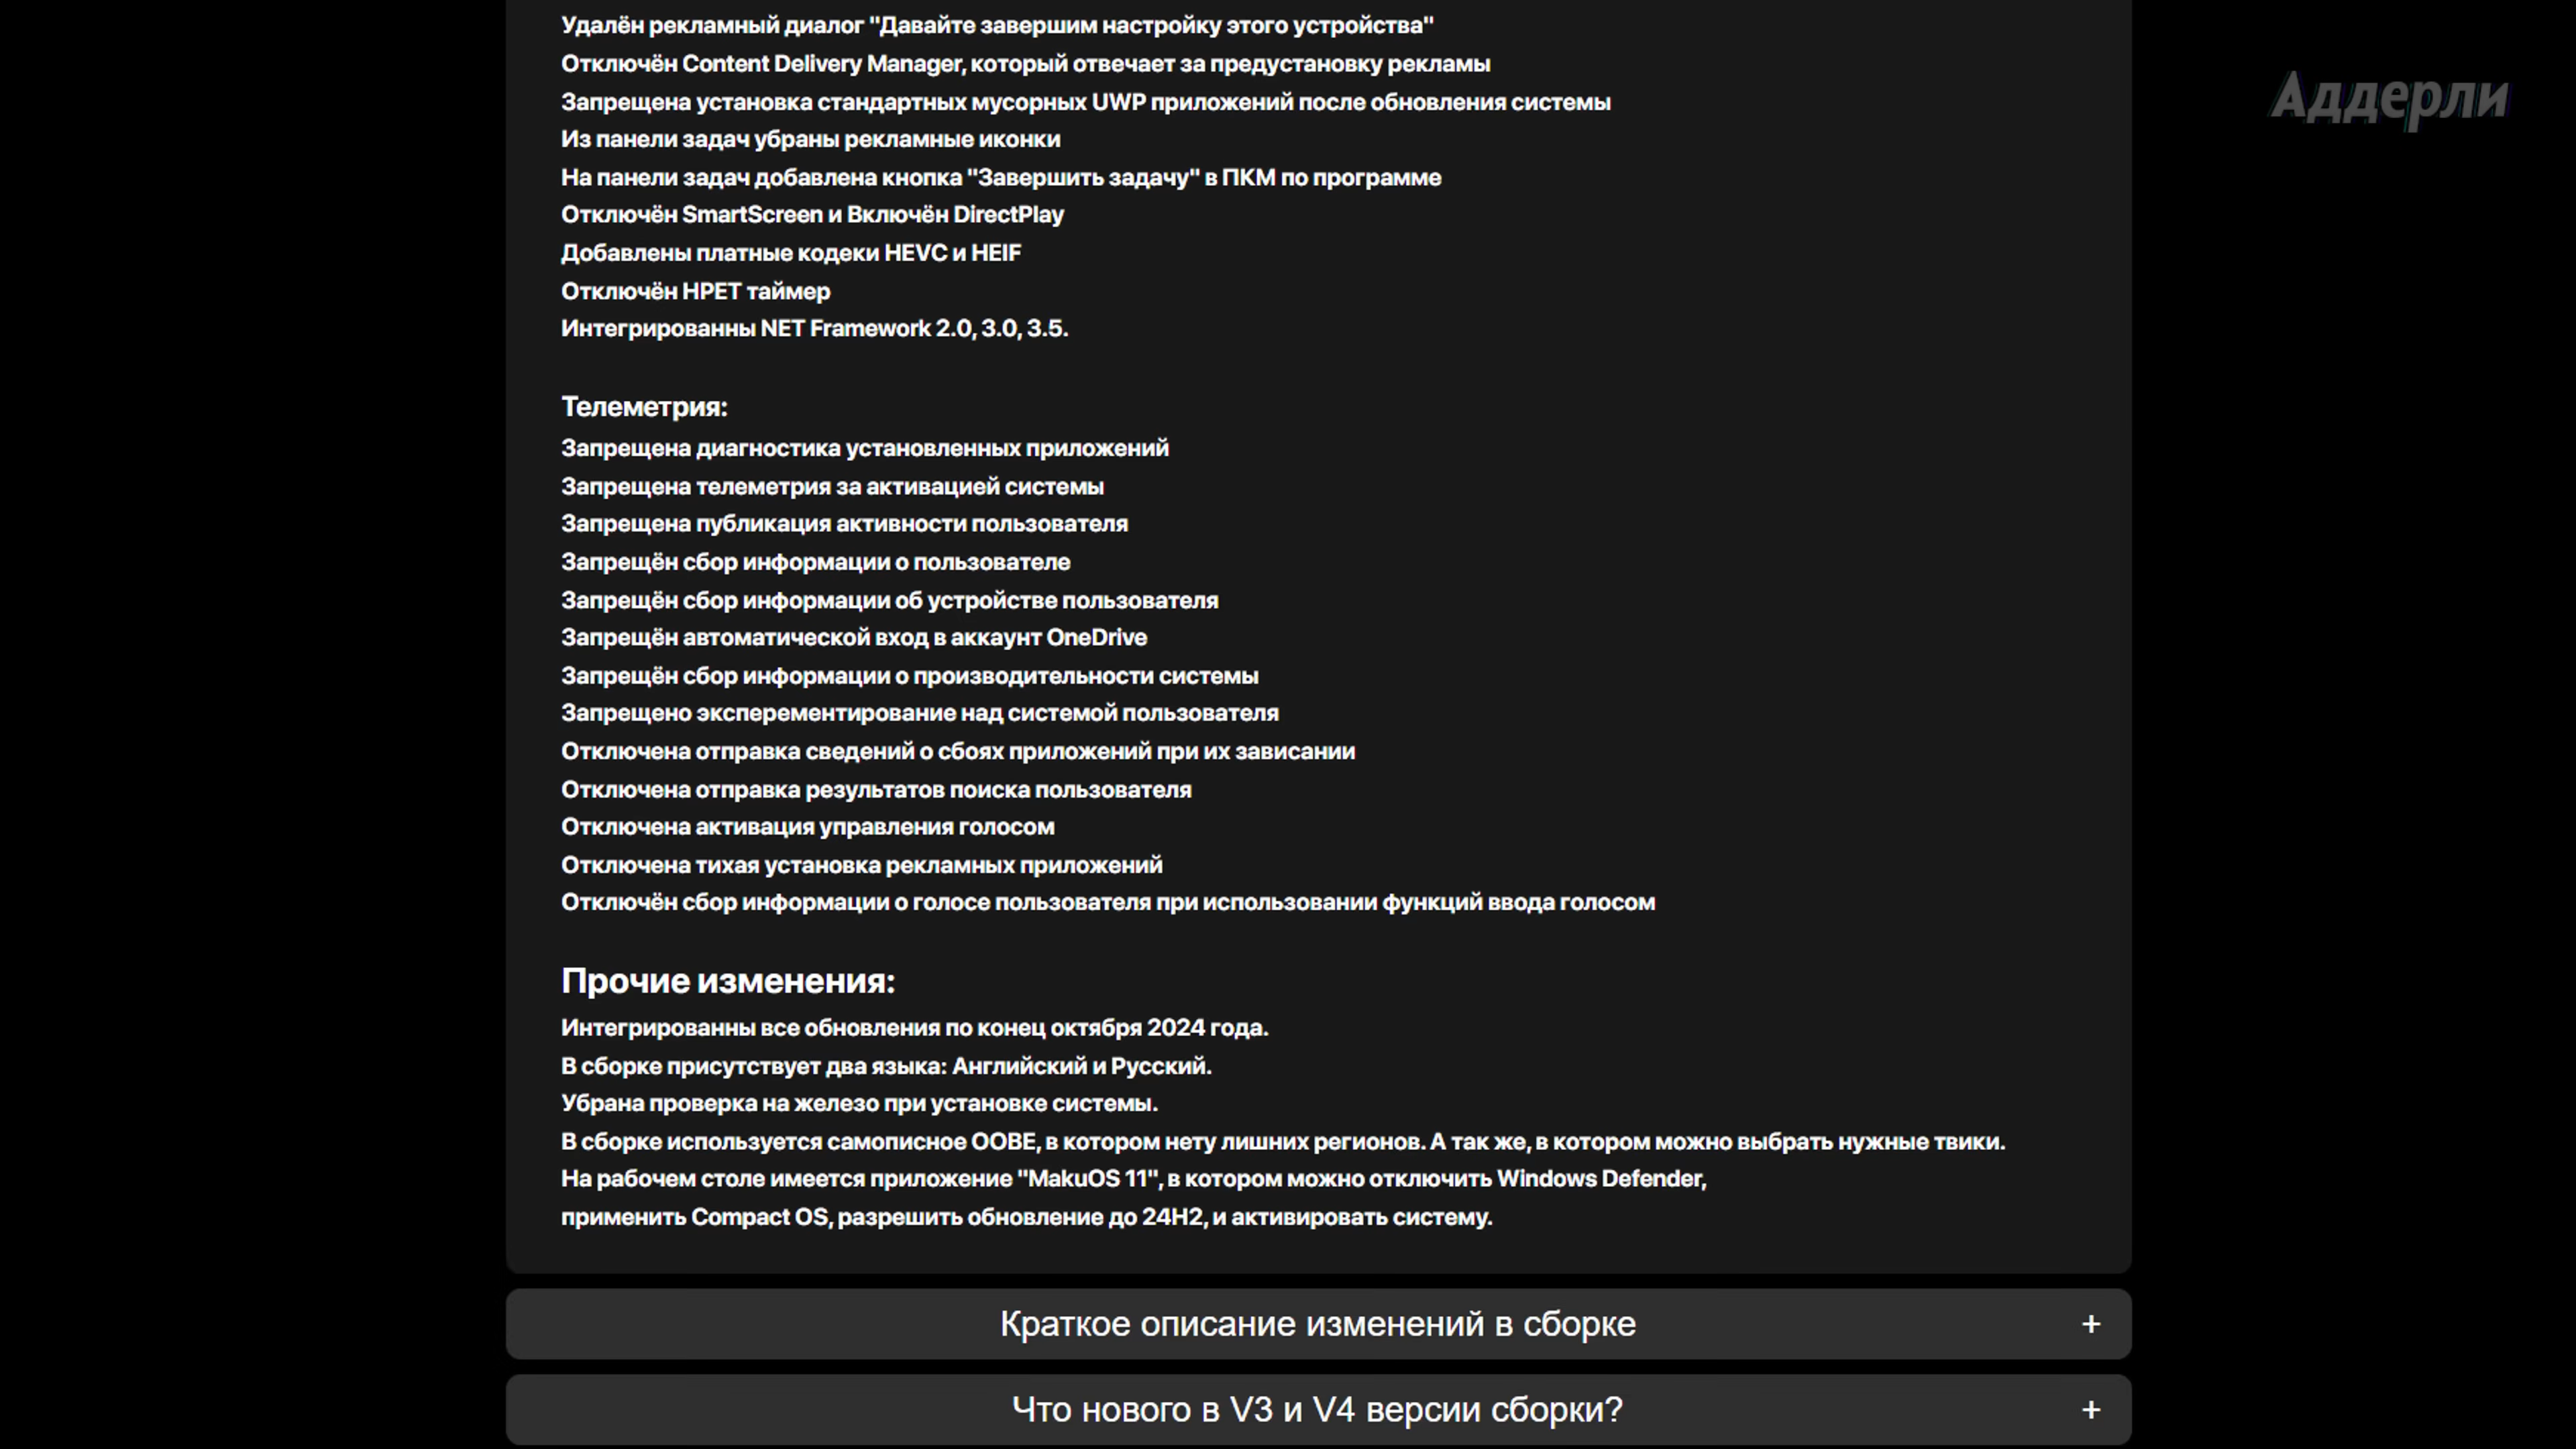 Удалён рекламный диалог "Давайте завершим настройку этого устройства"
Отключён Content Delivery Manager, который отвечает за предустановку рекламы
Запрещена установка стандартных мусорных UWP приложений после обновления системы
Из панели задач убраны рекламные иконки
На панели задач добавлена кнопка "Завершить задачу" в ПКМ по программе
Отключён SmartScreen и Включён DirectPlay
Добавлены платные кодеки HEVC и HEIF
Отключён HPET таймер
Интегрированны NET Framework 2.0, 3.0, 3.5.
Аддерли
Телеметрия:
Запрещена диагностика установленных приложений
Запрещена телеметрия за активацией системы
Запрещена публикация активности пользователя
Запрещён сбор информации о пользователе
Запрещён сбор информации об устройстве пользователя
Запрещён автоматической вход в аккаунт OneDrive
Запрещён сбор информации о производительности системы
Запрещено эксперементирование над системой пользователя
Отключена отправка сведений о сбоях приложений при их зависании
Отключена отправка результатов поиска пользователя
Отключена активация управления голосом
Отключена тихая установка рекламных приложений
Отключён сбор информации о голосе пользователя при использовании функций ввода голосом
Прочие изменения:
Интегрированны все обновления по конец октября 2024 года.
В сборке присутствует два языка: Английский и Русский.
Убрана проверка на железо при установке системы.
В сборке используется самописное OOBE, в котором нету лишних регионов. А так же, в котором можно выбрать нужные твики.
На рабочем столе имеется приложение "MakuOS 11", в котором можно отключить Windows Defender,
применить Compact OS, разрешить обновление до 24H2, и активировать систему.
Краткое описание изменений в сборке +
Что нового в V3 и V4 версии сборки? +